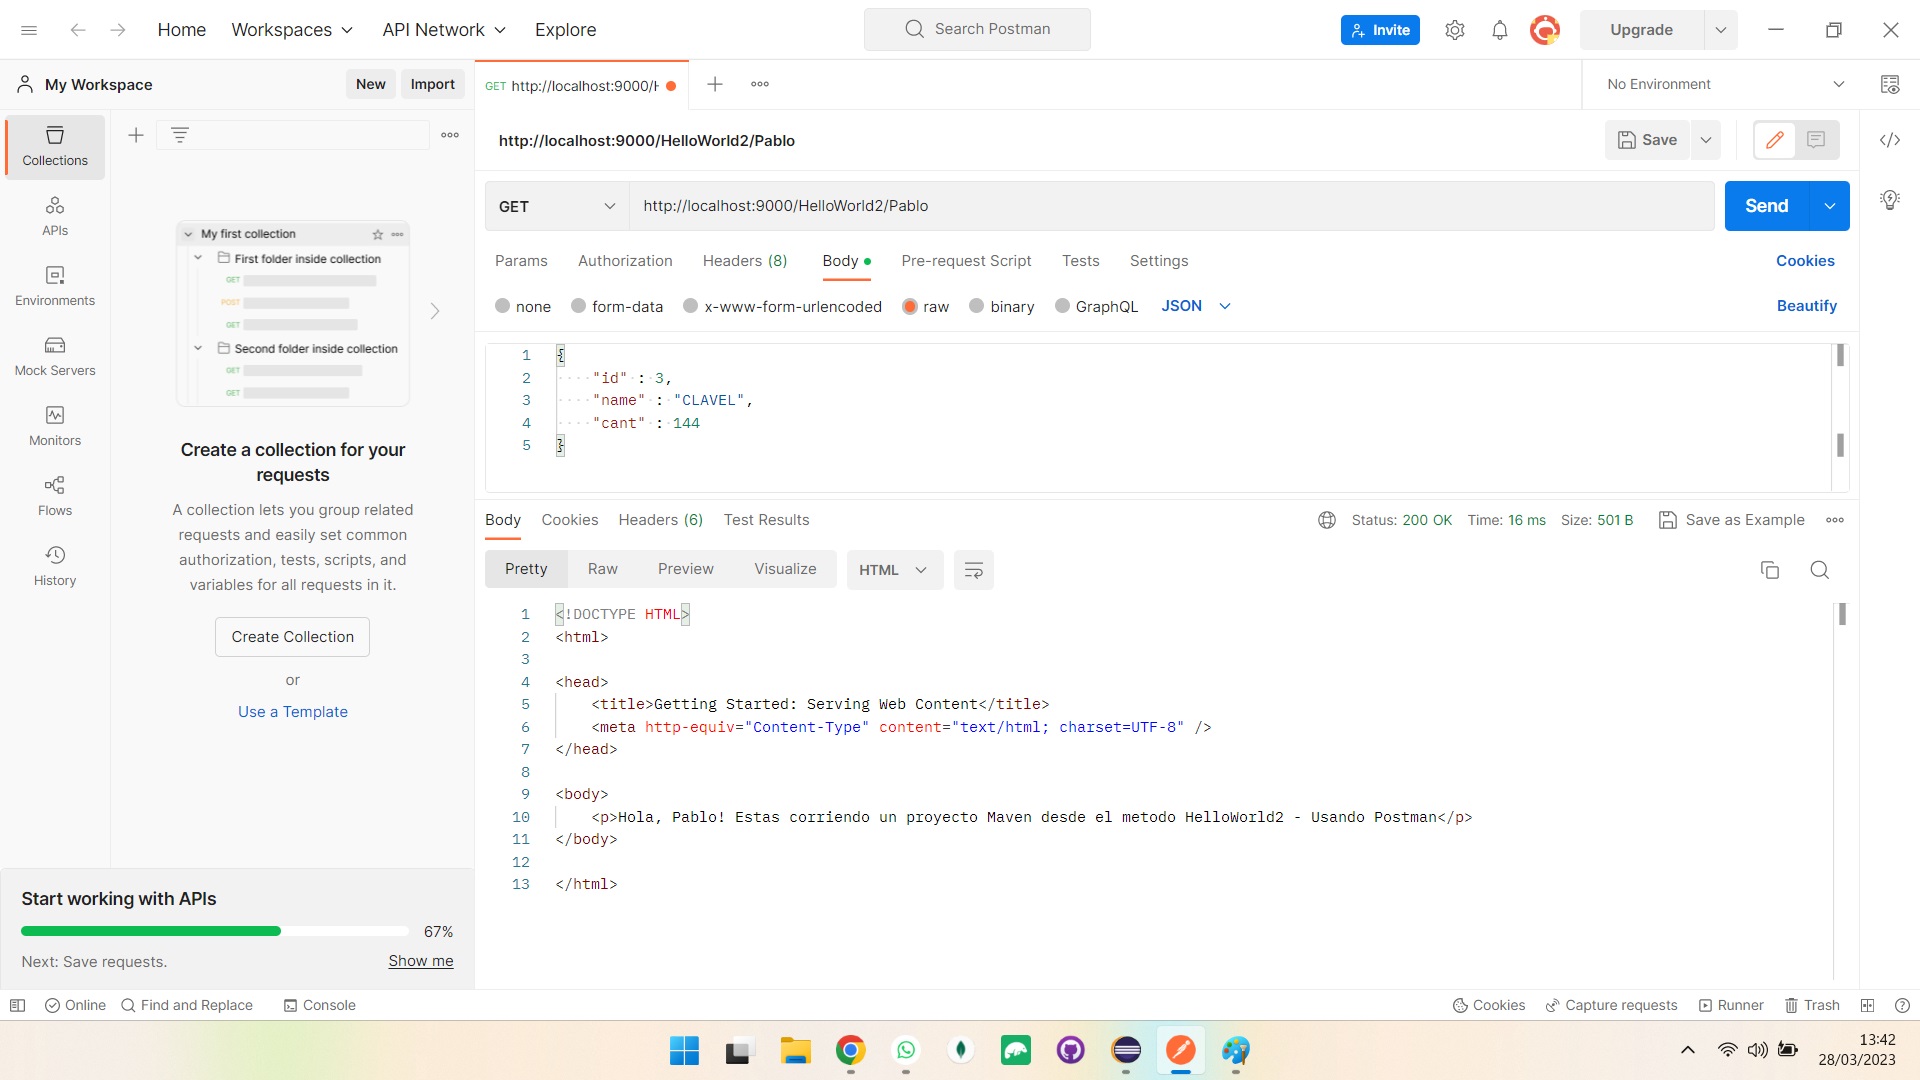 Home Workspaces API Network Explore
Search Postman
Invite
Upgrade
My Workspace
New Import
GET http://localhost:9000/H
No Environment
Collections
APIs
Environments
Mock Servers
Monitors
Flows
History
My first collection
First folder inside collection
GET
POST
GET
Second folder inside collection
GET
GET
Create a collection for your
requests
A collection lets you group related
requests and easily set common
authorization, tests, scripts, and
variables for all requests in it.
Create Collection
or
Use a Template
Start working with APIs
67%
Next: Save requests. Show me
http://localhost:9000/HelloWorld2/Pablo
Save
GET http://localhost:9000/HelloWorld2/Pablo
Send
Params Authorization Headers (8) Body Pre-request Script Tests Settings Cookies
none form-data x-www-form-urlencoded raw binary GraphQL JSON Beautify
1 {
2 "id" : 3,
3 "name" : "CLAVEL",
4 "cant" : 144
5 }
Body Cookies Headers (6) Test Results Status: 200 OK Time: 16 ms Size: 501 B Save as Example
Pretty Raw Preview Visualize HTML
1 <!DOCTYPE HTML>
2 <html>
3
4 <head>
5 <title>Getting Started: Serving Web Content</title>
6 <meta http-equiv="Content-Type" content="text/html; charset=UTF-8" />
7 </head>
8
9 <body>
10 <p>Hola, Pablo! Estas corriendo un proyecto Maven desde el metodo HelloWorld2 - Usando Postman</p>
11 </body>
12
13 </html>
Online Find and Replace Console Cookies Capture requests Runner Trash
13:42
28/03/2023